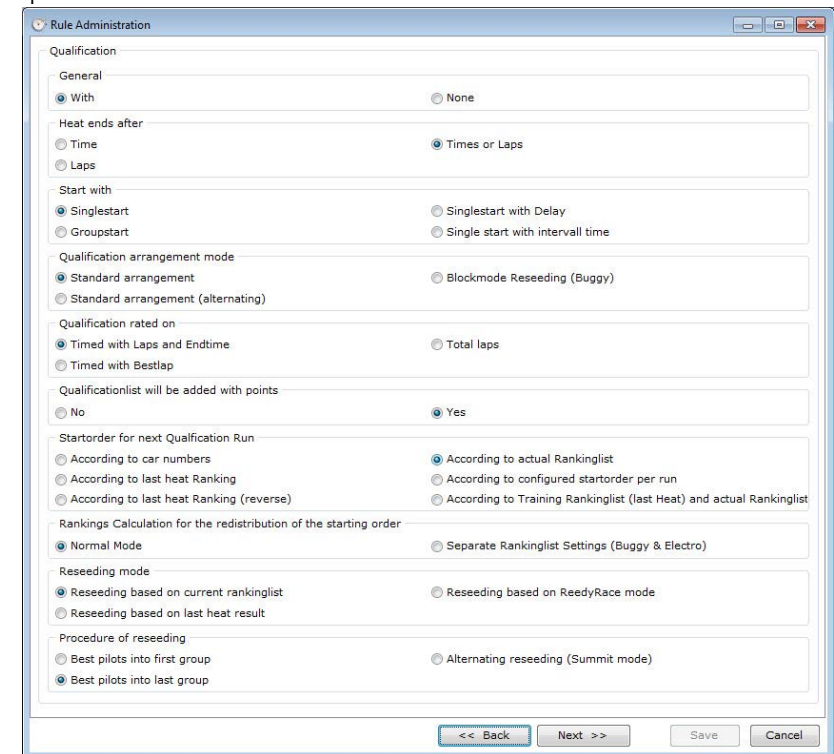 Rule Administration
Qualification
General
With
None
Heat ends after
Time
Times or Laps
Laps
Start with
Singlestart
Singlestart with Delay
Groupstart
Single start with intervall time
Qualification arrangement mode
Standard arrangement
Blockmode Reseeding (Buggy)
Standard arrangement (alternating)
Qualification rated on
Timed with Laps and Endtime
Total laps
Timed with Bestlap
Qualificationlist will be added with points
No
Yes
Startorder for next Qualfication Run
According to car numbers
According to actual Rankinglist
According to last heat Ranking
According to configured startorder per run
According to last heat Ranking (reverse)
According to Training Rankinglist (last Heat) and actual Rankinglist
Rankings Calculation for the redistribution of the starting order
Normal Mode
Separate Rankinglist Settings (Buggy & Electro)
Reseeding mode
Reseeding based on current rankinglist
Reseeding based on ReedyRace mode
Reseeding based on last heat result
Procedure of reseeding
Best pilots into first group
Alternating reseeding (Summit mode)
Best pilots into last group
<< Back
Next >>
Save
Cancel